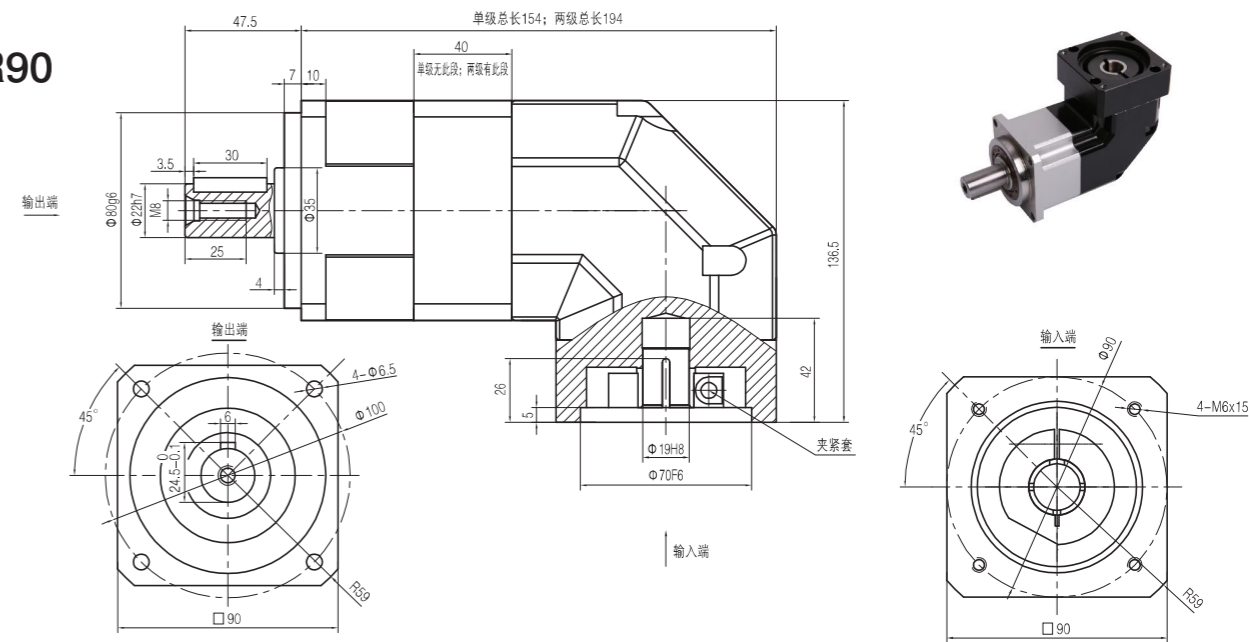 R90
47.5
单级总长154；两级总长194
7
10
40
单级无此段；两级有此段
3.5
30
输出端
Φ80g6
Φ22h7
M8
Φ35
25
4
136.5
26
5
42
Φ19H8
Φ70F6
夹紧套
输入端
输出端
45°
4-Φ6.5
Φ100
6
0
24.5-0.1
R59
□90
输入端
Φ90
45°
4-M6x15
R59
□90